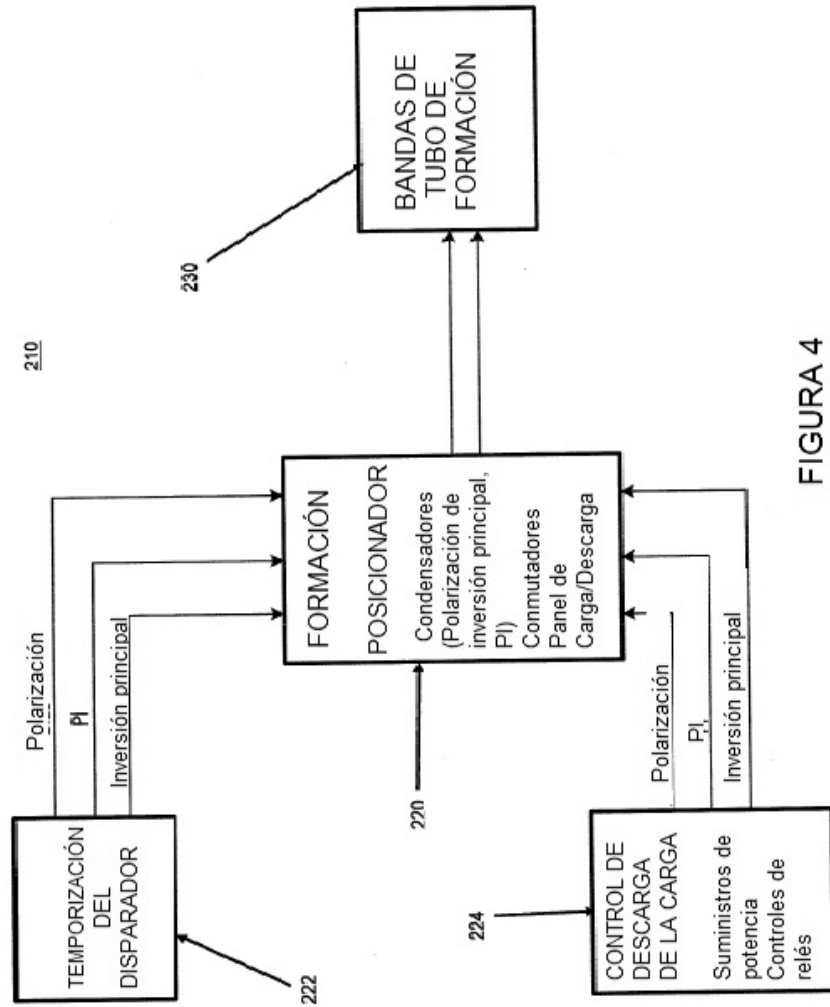 210
TEMPORIZACIÓN
DEL
DISPARADOR
222
Polarización
PI
Inversión principal
FORMACIÓN
POSICIONADOR
Condensadores
(Polarización de
inversión principal,
PI)
Conmutadores
Panel de
Carga/Descarga
220
BANDAS DE
TUBO DE
FORMACIÓN
230
CONTROL DE
DESCARGA
DE LA CARGA
Suministros de
potencia
Controles de
relés
224
Polarización
PI,
Inversión principal
FIGURA 4